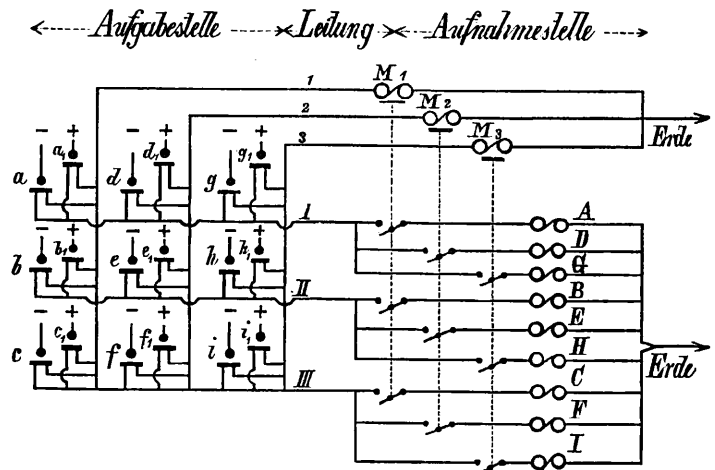 Aufgabestelle Leitung Aufnahmestelle
1 M1
2 M2
3 M3
Erde
− + − + − +
a a1 d d1 g g1
I A
D
− + − + − +
b b1 e e1 h h1
G
II B
E
− + − + − +
c c1 f f1 i i1
H
Erde
III C
F
I